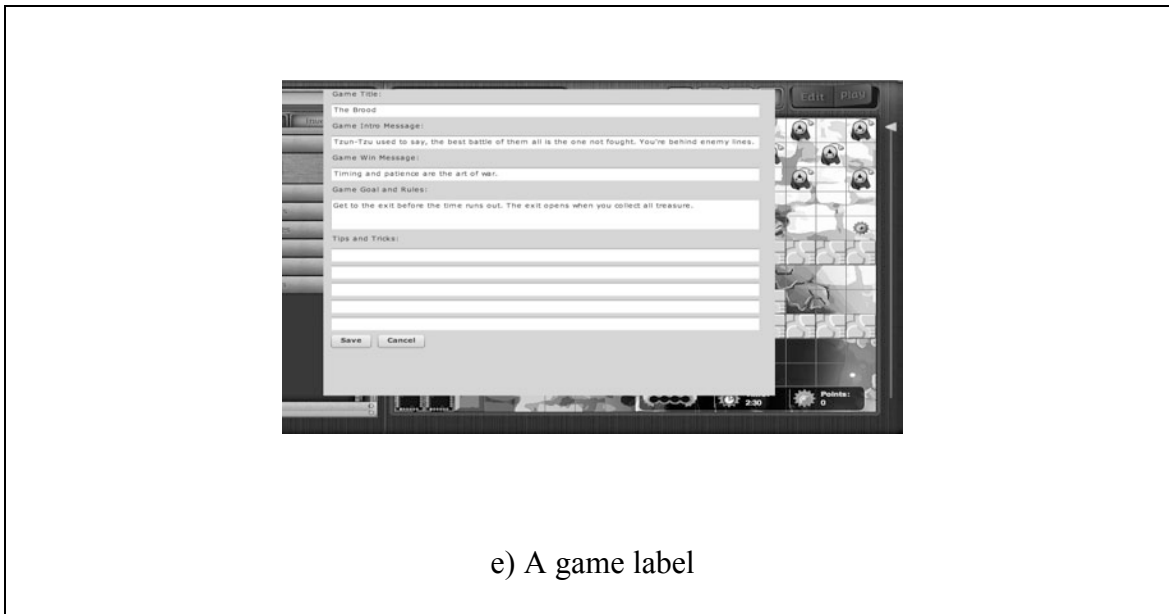 Game Title:
Edit Play
The Brood
Game Intro Message:
Tzun-Tzu used to say, the best battle of them all is the one not fought. You're behind enemy lines.
Game Win Message:
Timing and patience are the art of war.
Game Goal and Rules:
Get to the exit before the time runs out. The exit opens when you collect all treasure.
Tips and Tricks:
Save Cancel
2:30
Points:
0
e) A game label